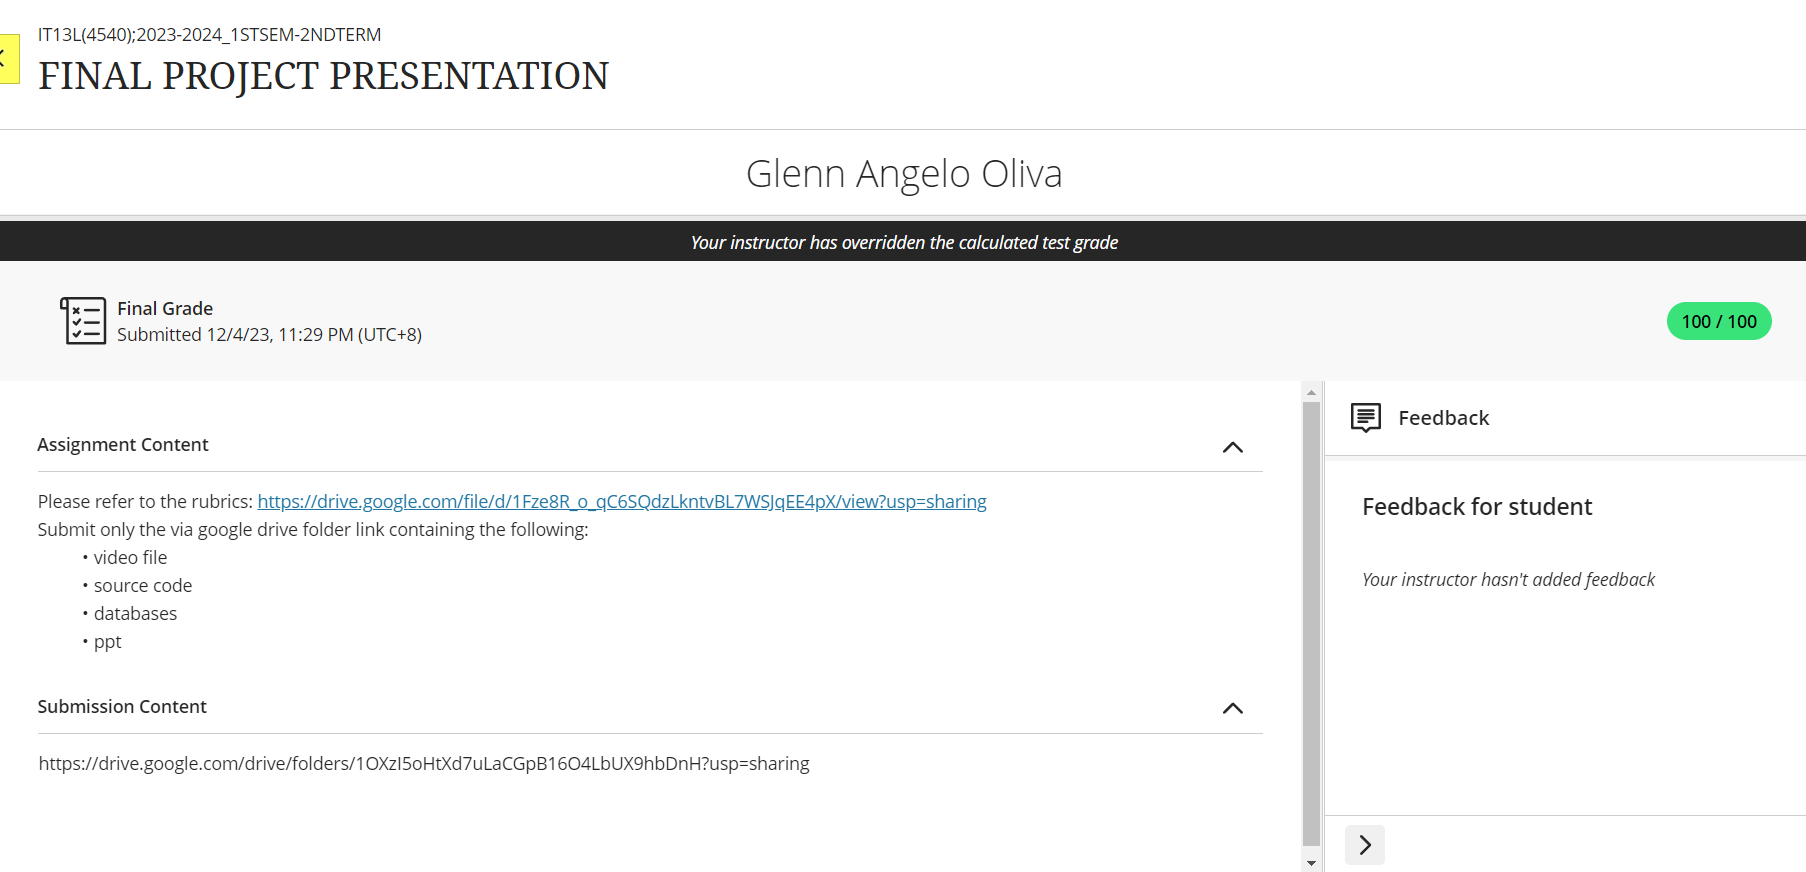 IT13L(4540);2023-2024_1STSEM-2NDTERM
FINAL PROJECT PRESENTATION
Glenn Angelo Oliva
Your instructor has overridden the calculated test grade
Final Grade
Submitted 12/4/23, 11:29 PM (UTC+8)
100 / 100
Assignment Content
Please refer to the rubrics: https://drive.google.com/file/d/1Fze8R_o_qC6SQdzLkntvBL7WSJqEE4pX/view?usp=sharing
Submit only the via google drive folder link containing the following:
• video file
• source code
• databases
• ppt
Submission Content
https://drive.google.com/drive/folders/1OXzI5oHtXd7uLaCGpB16O4LbUX9hbDnH?usp=sharing
Feedback
Feedback for student
Your instructor hasn't added feedback